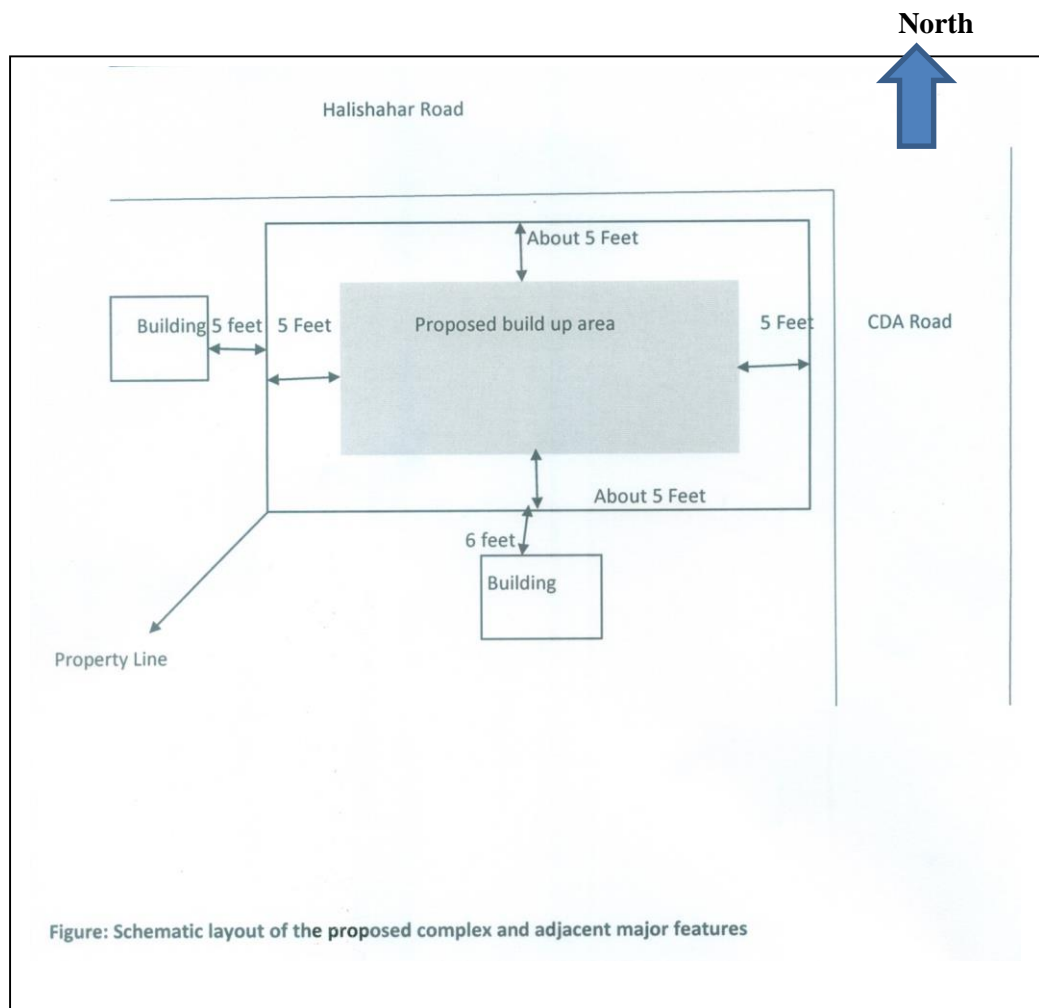 North
Halishahar Road
About 5 Feet
Building 5 feet 5 Feet
Proposed build up area
5 Feet
CDA Road
About 5 Feet
6 feet
Building
Property Line
Figure: Schematic layout of the proposed complex and adjacent major features